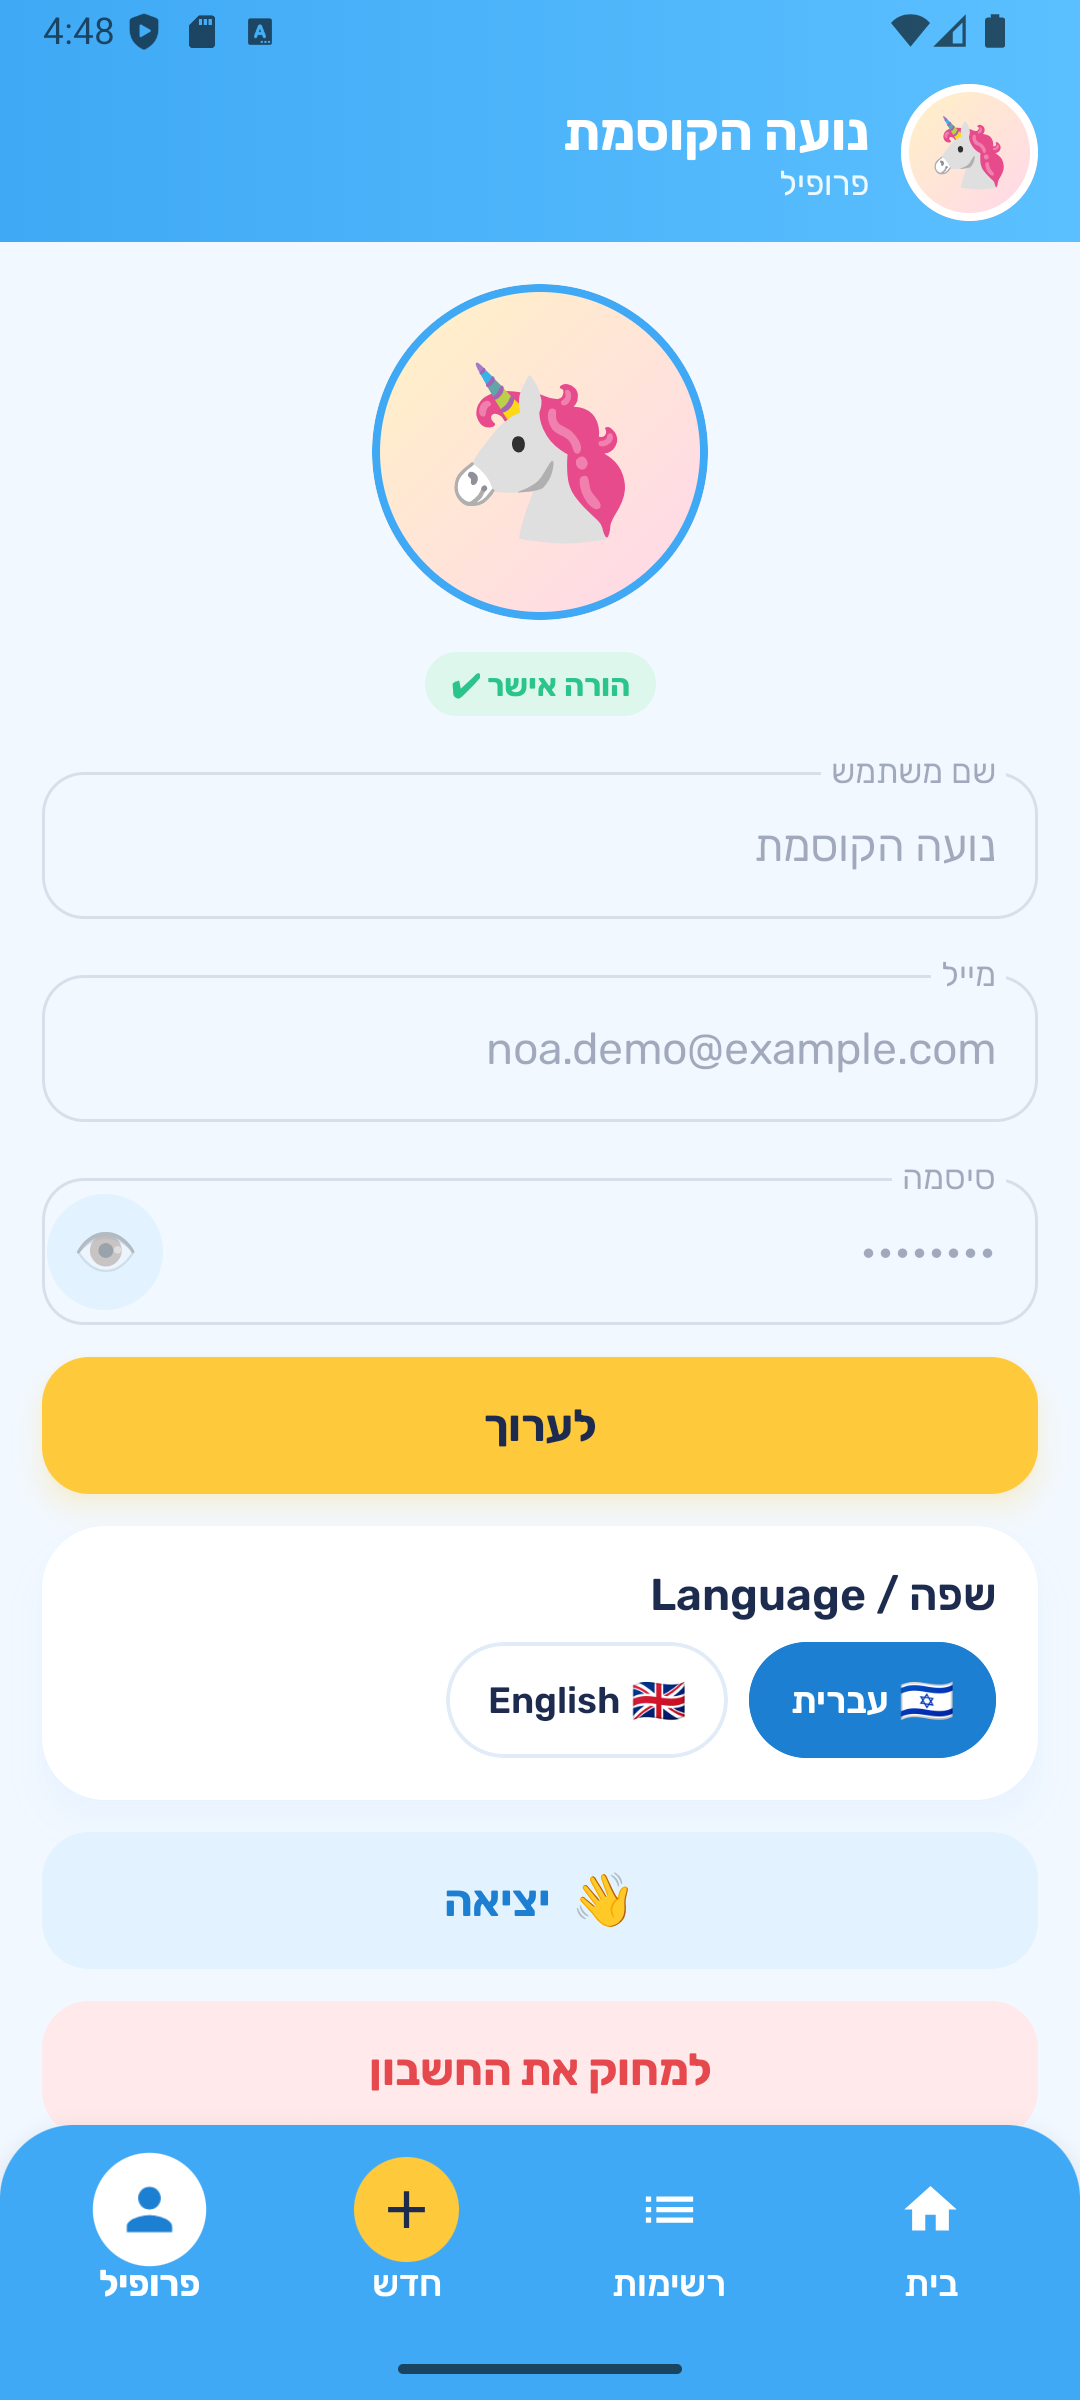 4:48
נועה הקוסמת
פרופיל
הורה אישר ✔
שם משתמש
נועה הקוסמת
מייל
noa.demo@example.com
סיסמה
••••••••
לערוך
שפה / Language
עברית
English
יציאה
למחוק את החשבון
בית
רשימות
חדש
פרופיל